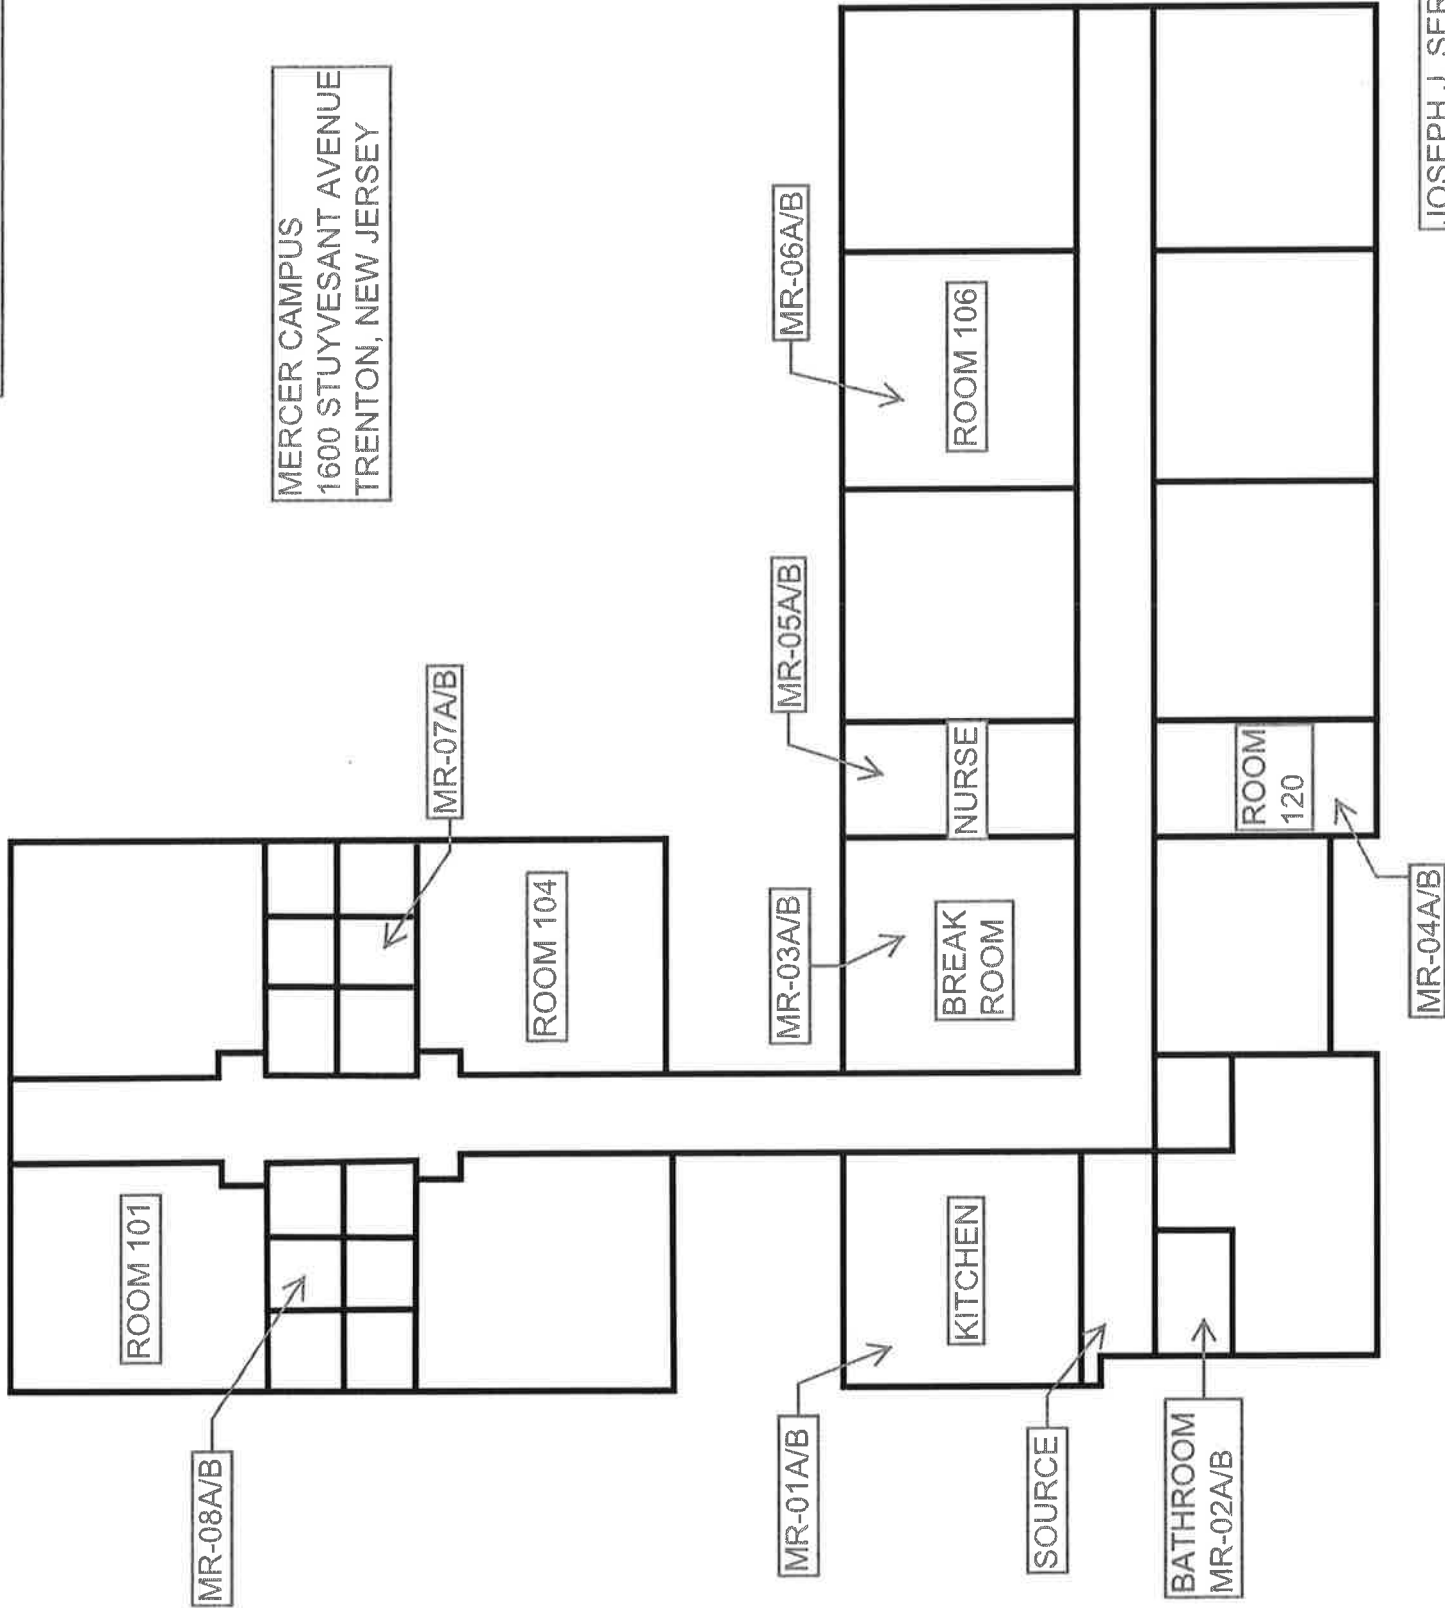 ROOM 101
MR-08A/B
MERCER CAMPUS
1600 STUYVESANT AVENUE
TRENTON, NEW JERSEY
MR-07A/B
ROOM 104
MR-01A/B
MR-03A/B
MR-05A/B
MR-06A/B
KITCHEN
BREAK
ROOM
NURSE
ROOM 106
SOURCE
BATHROOM
MR-02A/B
ROOM
120
MR-04A/B
JOSEPH J.